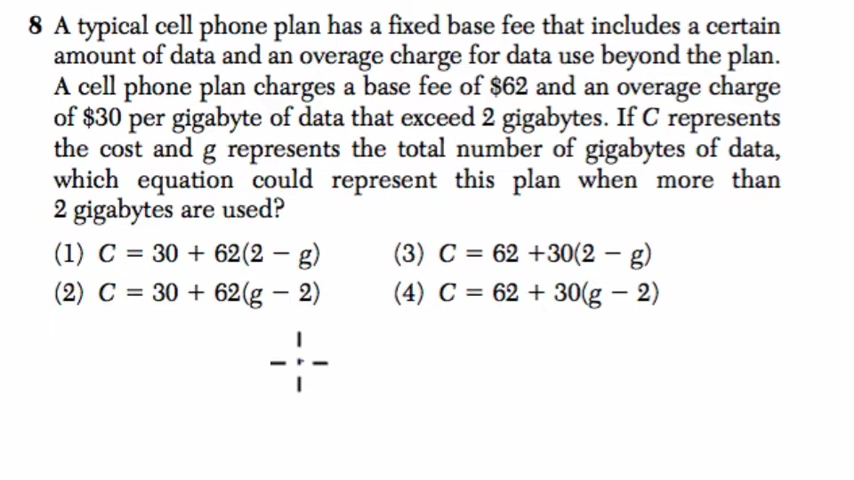 8 A typical cell phone plan has a fixed base fee that includes a certain
amount of data and an overage charge for data use beyond the plan.
A cell phone plan charges a base fee of $62 and an overage charge
of $30 per gigabyte of data that exceed 2 gigabytes. If C represents
the cost and g represents the total number of gigabytes of data,
which equation could represent this plan when more than
2 gigabytes are used?
(1) C = 30 + 62(2 − g) (3) C = 62 +30(2 − g)
(2) C = 30 + 62(g − 2) (4) C = 62 + 30(g − 2)